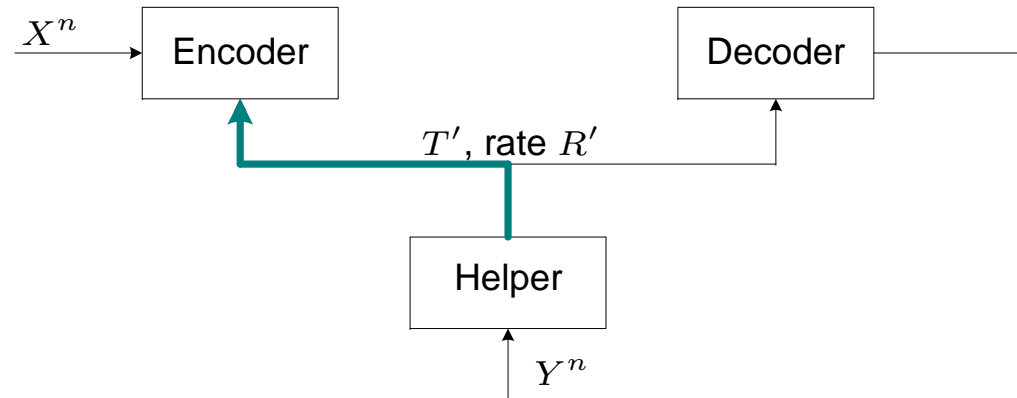 X^n
Encoder
Decoder
T′, rate R′
Helper
Y^n